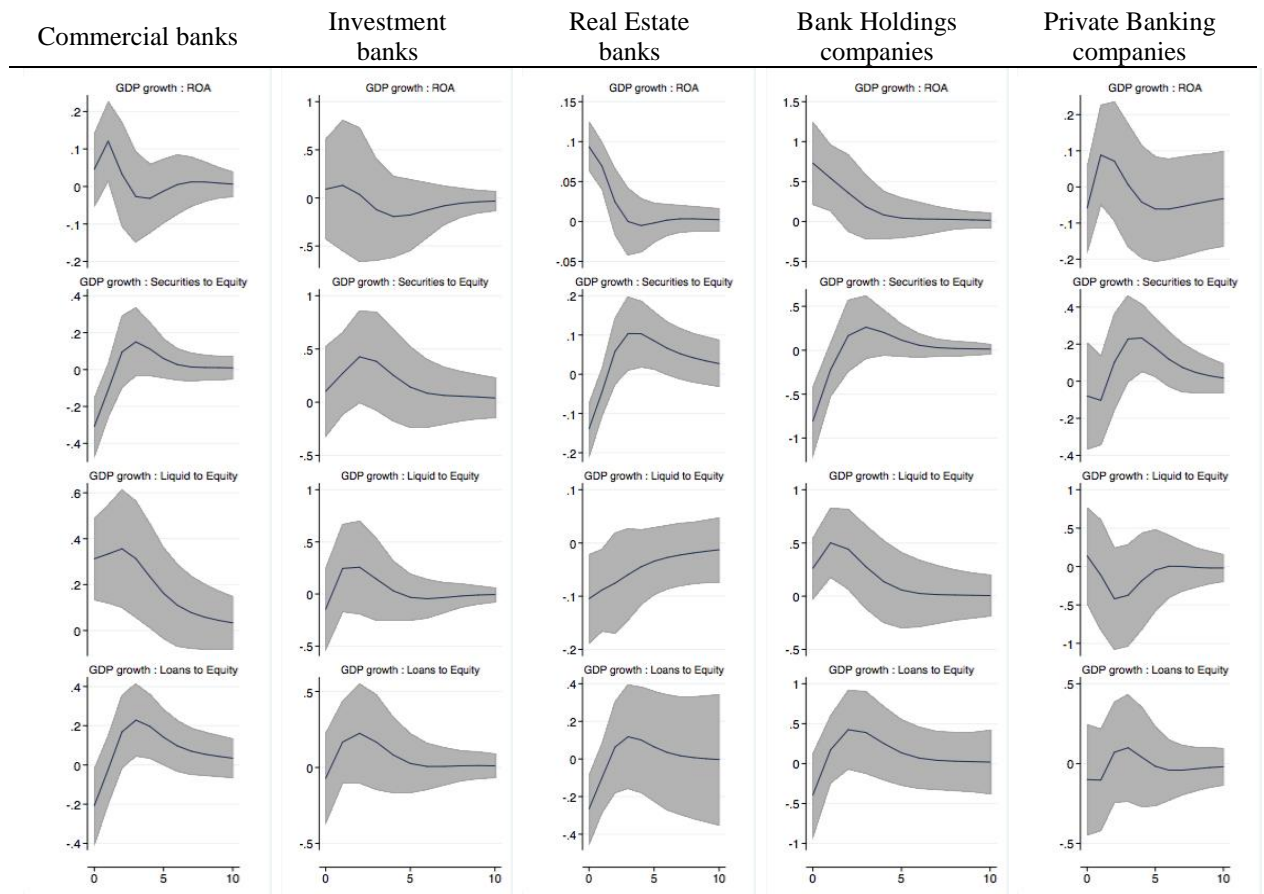 Commercial banks
Investment
banks
Real Estate
banks
Bank Holdings
companies
Private Banking
companies
GDP growth : ROA
.2
.1
0
-.1
-.2
GDP growth : ROA
1
.5
0
-.5
GDP growth : ROA
.15
.1
.05
0
-.05
GDP growth : ROA
1.5
1
.5
0
-.5
GDP growth : ROA
.2
.1
0
-.1
-.2
GDP growth : Securities to Equity
.4
.2
0
-.2
-.4
GDP growth : Securities to Equity
1
.5
0
-.5
GDP growth : Securities to Equity
.2
.1
0
-.1
-.2
GDP growth : Securities to Equity
.5
0
-.5
-1
GDP growth : Securities to Equity
.4
.2
0
-.2
-.4
GDP growth : Liquid to Equity
.6
.4
.2
0
GDP growth : Liquid to Equity
1
.5
0
-.5
GDP growth : Liquid to Equity
.1
0
-.1
-.2
GDP growth : Liquid to Equity
1
.5
0
-.5
GDP growth : Liquid to Equity
1
.5
0
-.5
-1
GDP growth : Loans to Equity
.4
.2
0
-.2
-.4
0 5 10
GDP growth : Loans to Equity
.5
0
-.5
0 5 10
GDP growth : Loans to Equity
.4
.2
0
-.2
-.4
0 5 10
GDP growth : Loans to Equity
1
.5
0
-.5
-1
0 5 10
GDP growth : Loans to Equity
.5
0
-.5
0 5 10